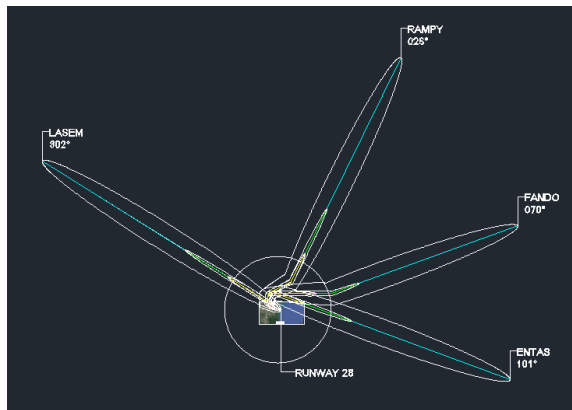 RAMPY
026°
LASEM
302°
FANDO
070°
ENTAS
101°
RUNWAY 28